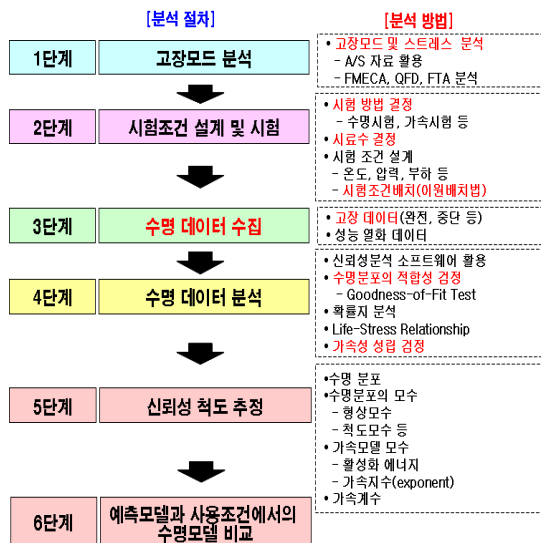 [분석 절차]
[분석 방법]
1단계
고장모드 분석
• 고장모드 및 스트레스 분석
- A/S 자료 활용
- FMECA, QFD, FTA 분석
2단계
시험조건 설계 및 시험
• 시험 방법 결정
- 수명시험, 가속시험 등
• 시료수 결정
• 시험 조건 설계
- 온도, 압력, 부하 등
- 시험조건배치(이원배치법)
3단계
수명 데이터 수집
• 고장 데이터(완전, 중단 등)
• 성능 열화 데이터
4단계
수명 데이터 분석
• 신뢰성분석 소프트웨어 활용
• 수명분포의 적합성 검정
- Goodness-of-Fit Test
• 확률지 분석
• Life-Stress Relationship
• 가속성 성립 검정
5단계
신뢰성 척도 추정
•수명 분포
•수명분포의 모수
- 형상모수
- 척도모수 등
• 가속모델 모수
- 활성화 에너지
- 가속지수(exponent)
• 가속계수
6단계
예측모델과 사용조건에서의
수명모델 비교